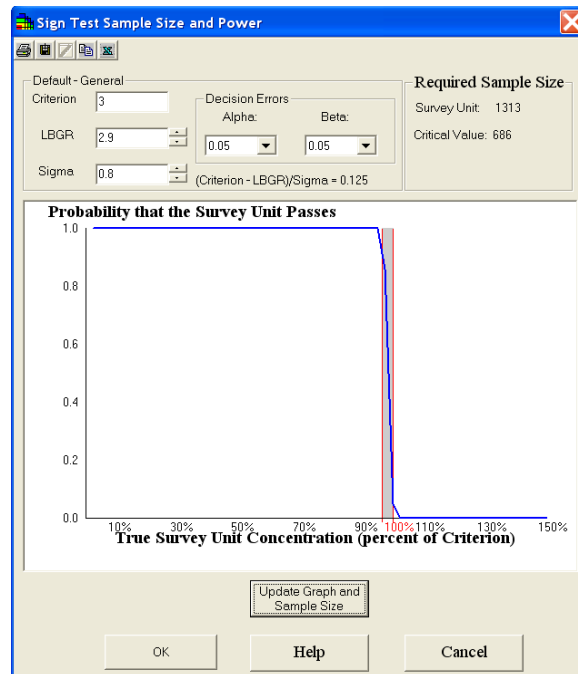 Sign Test Sample Size and Power
Default - General
Criterion 3
LBGR 2.9
Sigma 0.8
Decision Errors
Alpha: Beta:
0.05 0.05
(Criterion - LBGR)/Sigma = 0.125
Required Sample Size
Survey Unit: 1313
Critical Value: 686
Probability that the Survey Unit Passes
1.0
0.8
0.6
0.4
0.2
0.0
10% 30% 50% 70% 90% 100% 110% 130% 150%
True Survey Unit Concentration (percent of Criterion)
Update Graph and
Sample Size
OK Help Cancel